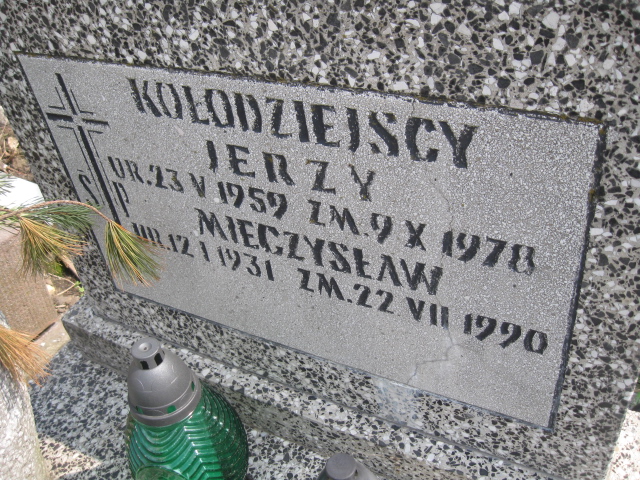 KOŁODZIEJSCY
JERZY
UR. 23 V 1959 ZM. 9 X 1978
MIECZYSŁAW
UR. 12 I 1931 ZM. 22 VII 1990
Ś P